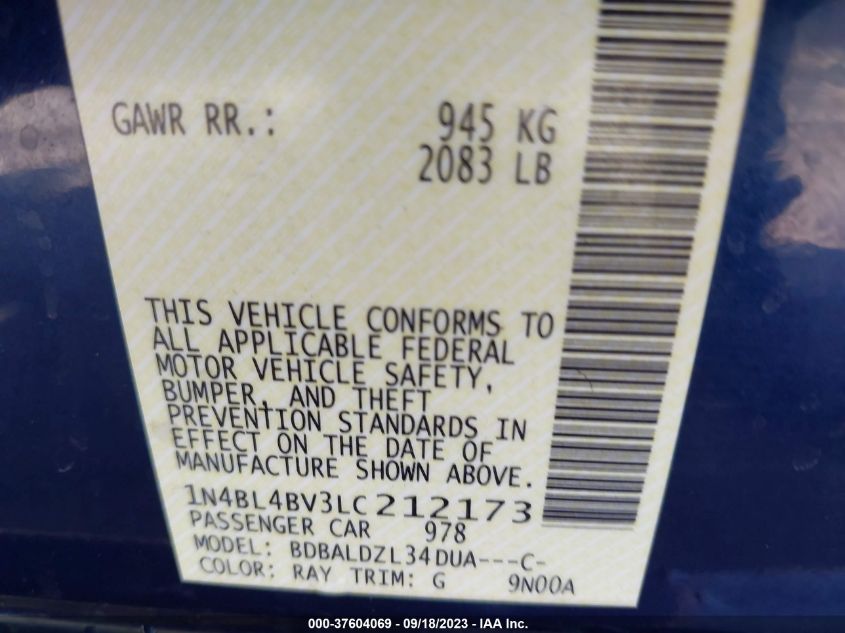 GAWR RR.: 945 KG
2083 LB
THIS VEHICLE CONFORMS TO
ALL APPLICABLE FEDERAL
MOTOR VEHICLE SAFETY,
BUMPER, AND THEFT
PREVENTION STANDARDS IN
EFFECT ON THE DATE OF
MANUFACTURE SHOWN ABOVE.
1N4BL4BV3LC212173
PASSENGER CAR 978
MODEL: BDBALDZL34DUA---C-
COLOR: RAY TRIM: G 9N00A
000-37604069 - 09/18/2023 - IAA Inc.